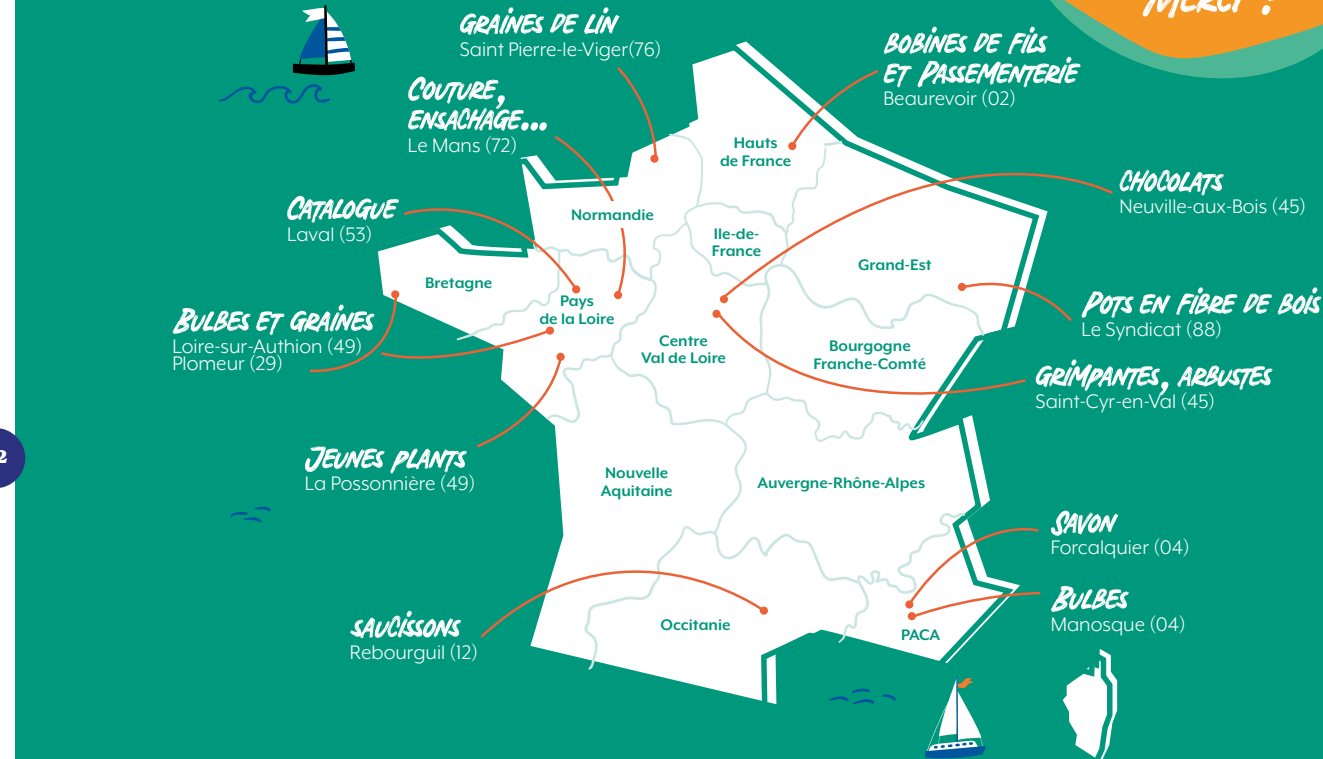 MERCI !
GRAINES DE LIN
Saint Pierre-le-Viger(76)
BOBINES DE FILS
ET PASSEMENTERIE
Beaurevoir (02)
COUTURE,
ENSACHAGE...
Le Mans (72)
Hauts
de France
CHOCOLATS
Neuville-aux-Bois (45)
CATALOGUE
Laval (53)
Normandie
Ile-de-
France
Grand-Est
Bretagne
POTS EN FIBRE DE BOIS
Le Syndicat (88)
Pays
de la Loire
BULBES ET GRAINES
Loire-sur-Authion (49)
Plomeur (29)
Centre
Val de Loire
Bourgogne
Franche-Comté
GRIMPANTES, ARBUSTES
Saint-Cyr-en-Val (45)
2
JEUNES PLANTS
La Possonnière (49)
Nouvelle
Aquitaine
Auvergne-Rhône-Alpes
SAVON
Forcalquier (04)
BULBES
Manosque (04)
SAUCISSONS
Rebourguil (12)
Occitanie
PACA